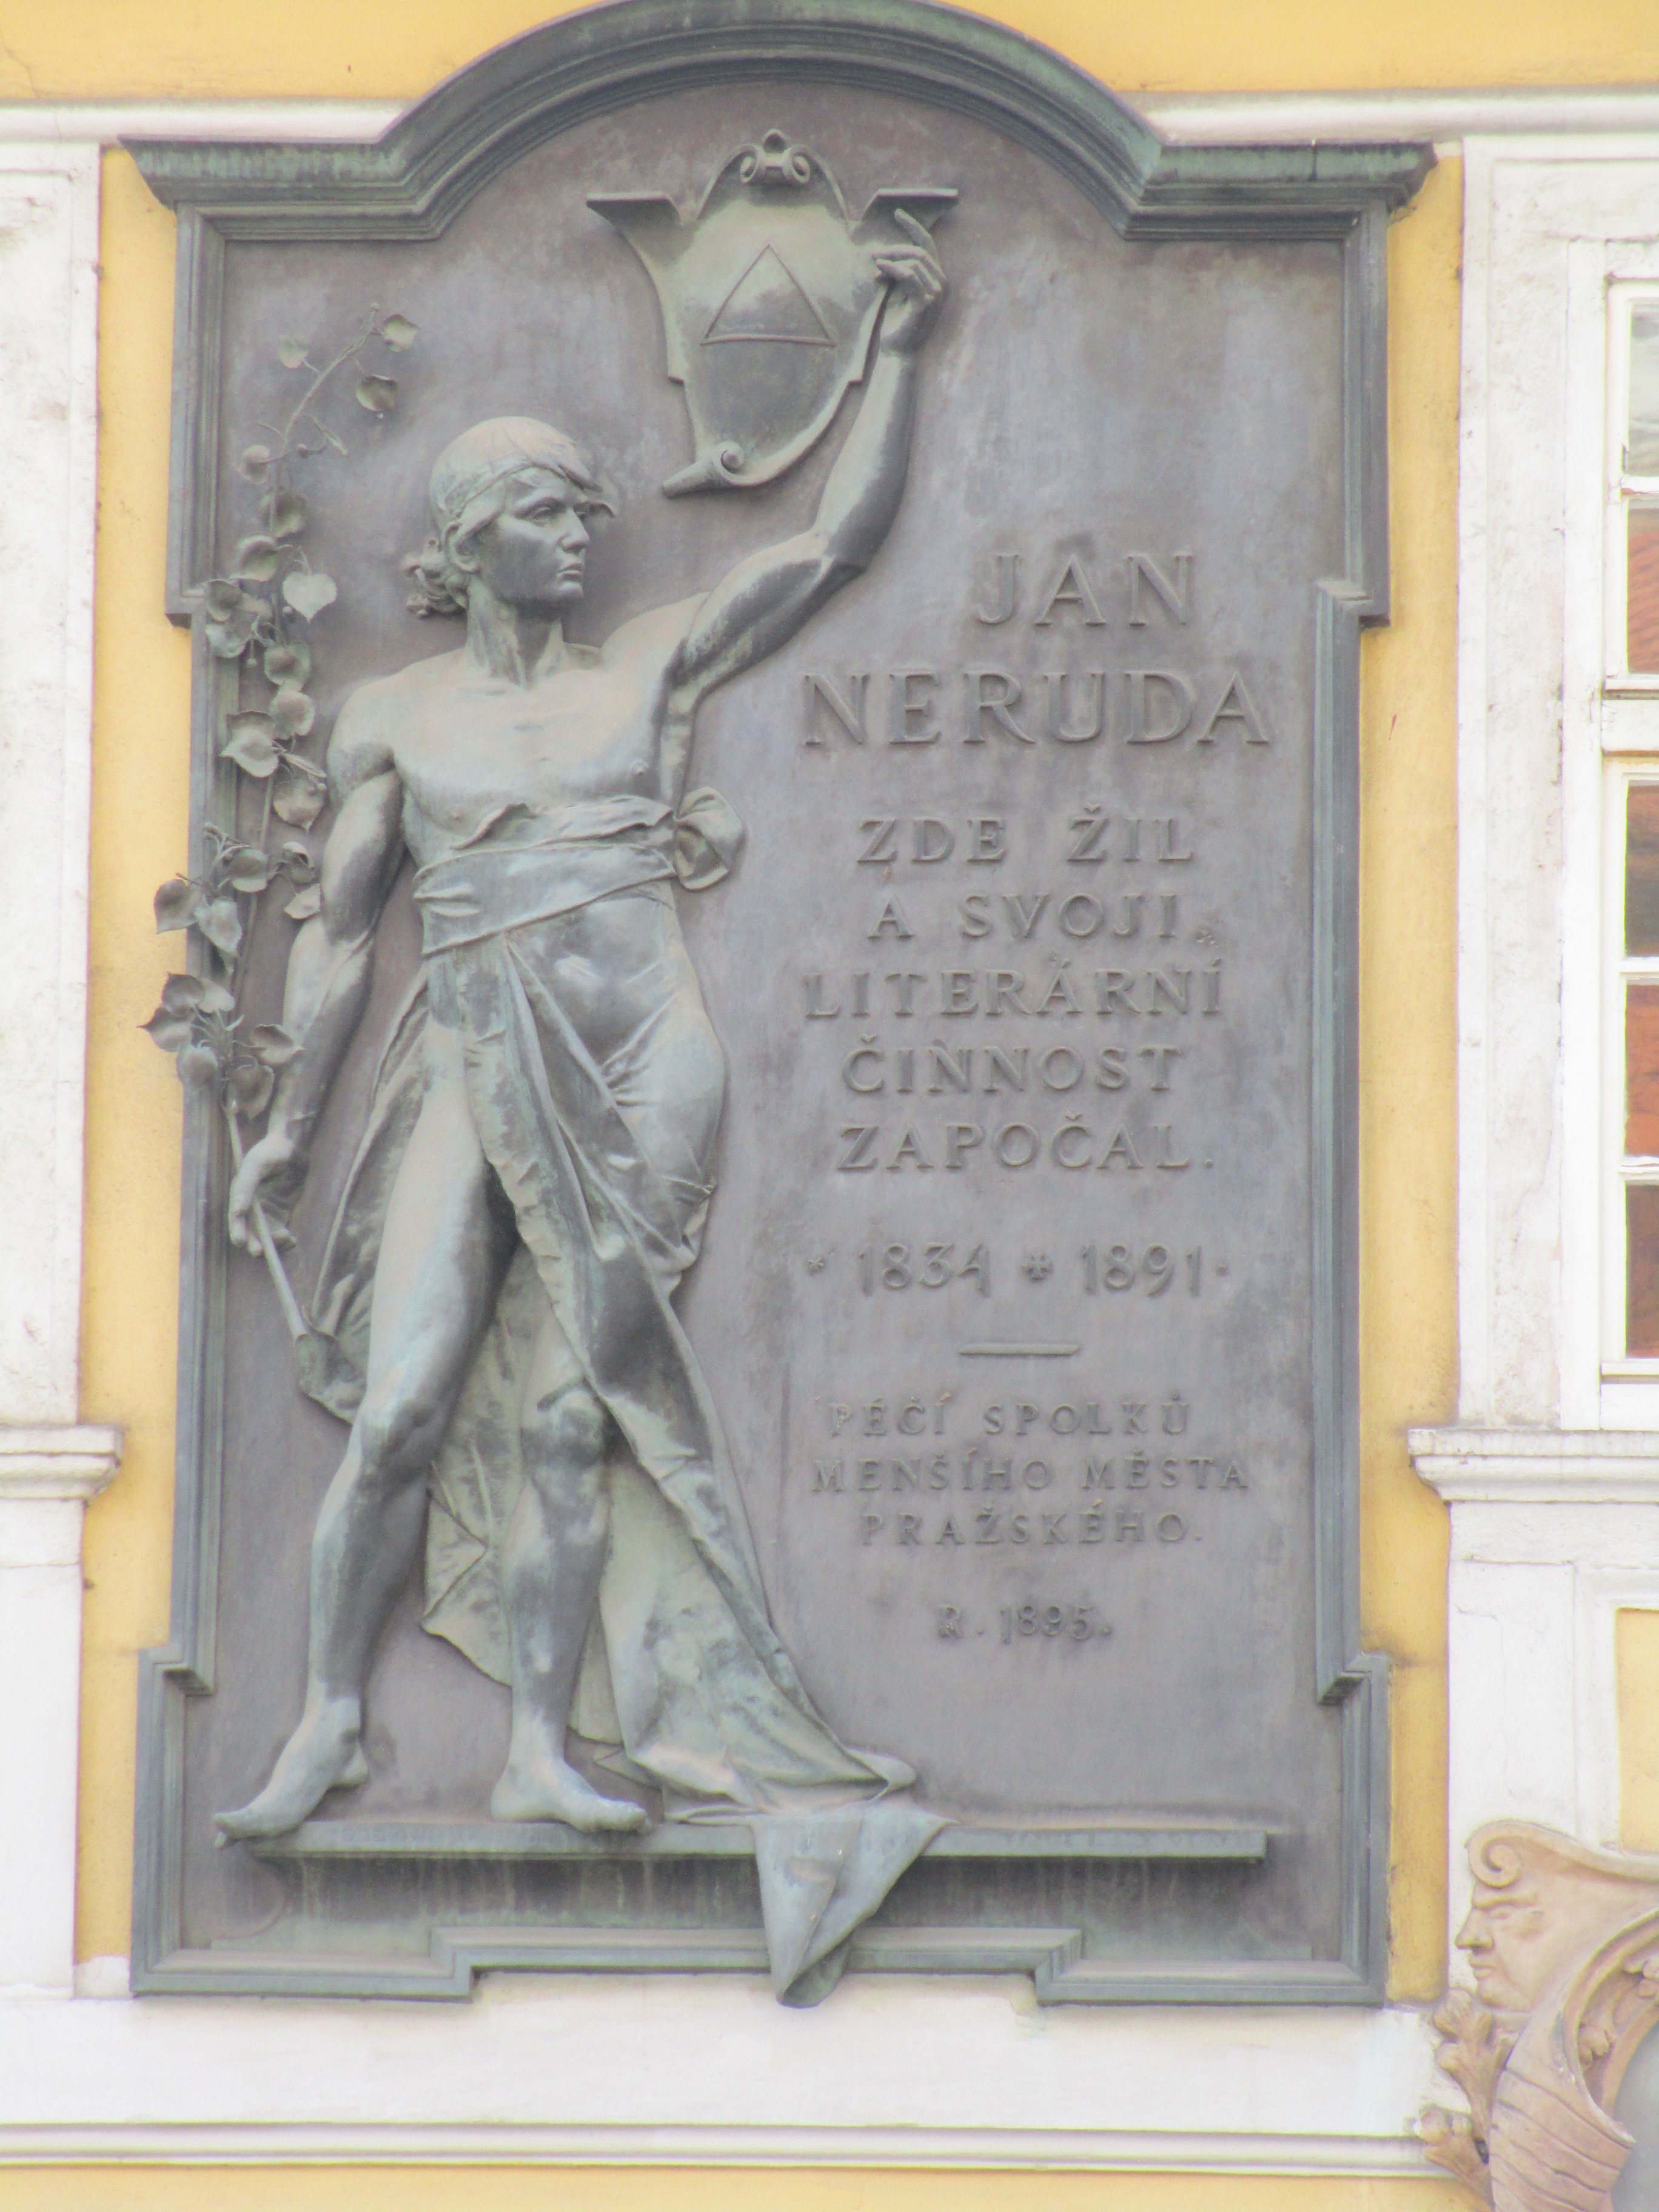 JAN
NERUDA
ZDE ŽIL
A SVOJI
LITERÁRNÍ
ČINNOST
ZAPOČAL.
* 1834 + 1891.
PÉČÍ SPOLKŮ
MENŠÍHO MĚSTA
PRAŽSKÉHO.
R. 1895.